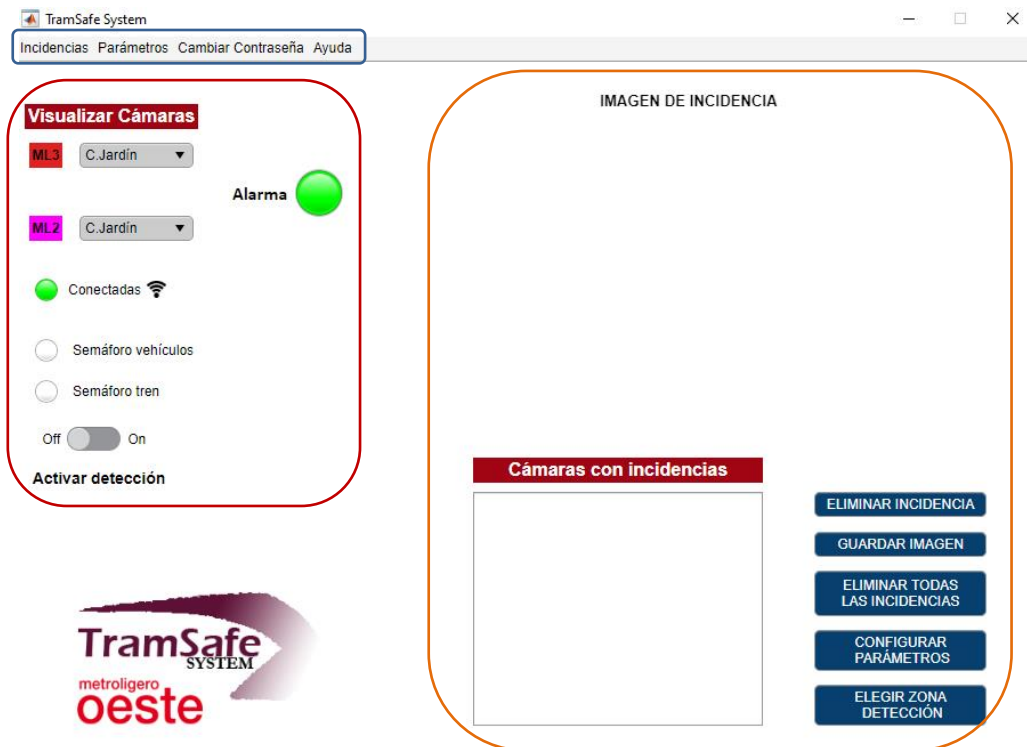 TramSafe System
Incidencias Parámetros Cambiar Contraseña Ayuda
Visualizar Cámaras
ML3
C.Jardín
Alarma
ML2
C.Jardín
Conectadas
Semáforo vehículos
Semáforo tren
Off On
Activar detección
TramSafe
SYSTEM
metroligero
oeste
IMAGEN DE INCIDENCIA
Cámaras con incidencias
ELIMINAR INCIDENCIA
GUARDAR IMAGEN
ELIMINAR TODAS
LAS INCIDENCIAS
CONFIGURAR
PARÁMETROS
ELEGIR ZONA
DETECCIÓN